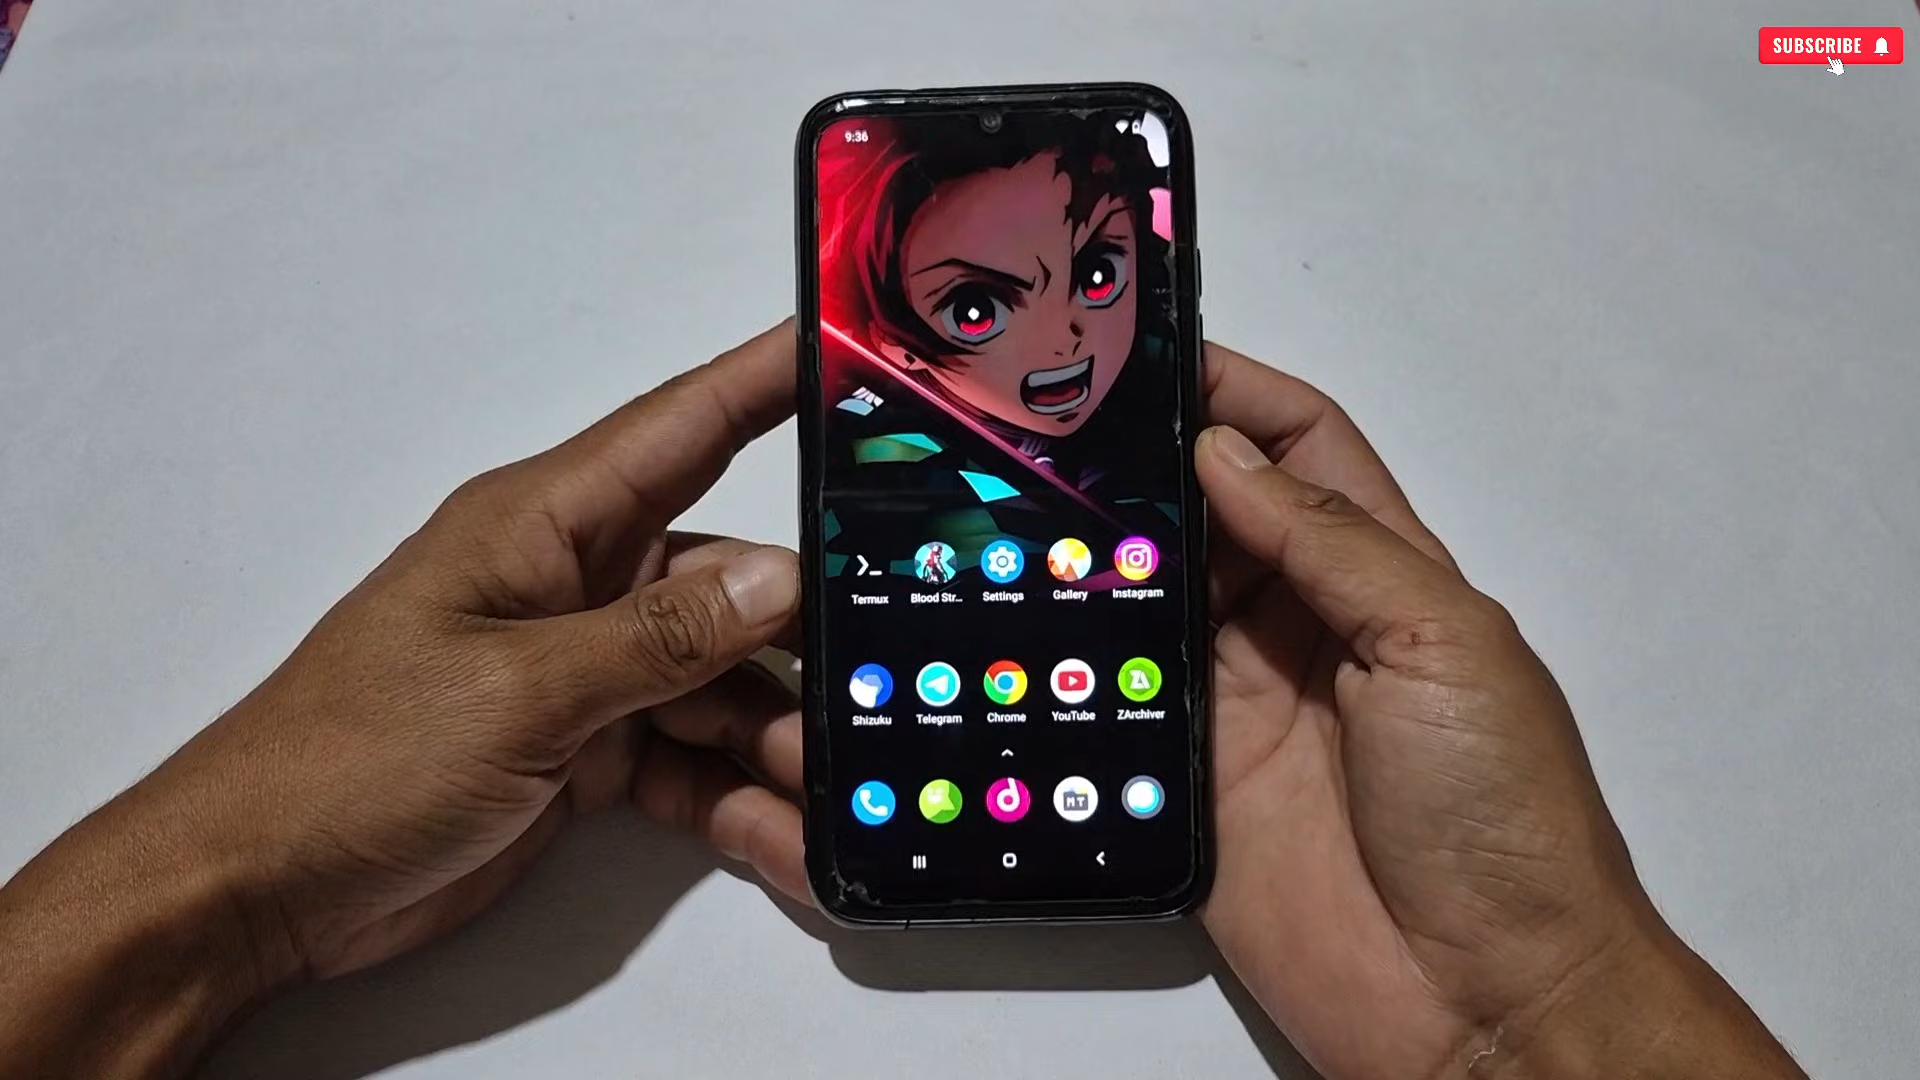 SUBSCRIBE
9:36
Termux
Blood Str...
Settings
Gallery
Instagram
Shizuku
Telegram
Chrome
YouTube
ZArchiver
MT